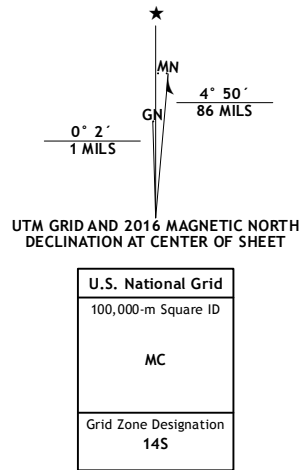 ★
MN
GN
4° 50´
86 MILS
0° 2´
1 MILS
UTM GRID AND 2016 MAGNETIC NORTH
DECLINATION AT CENTER OF SHEET
U.S. National Grid
100,000-m Square ID
MC
Grid Zone Designation
14S